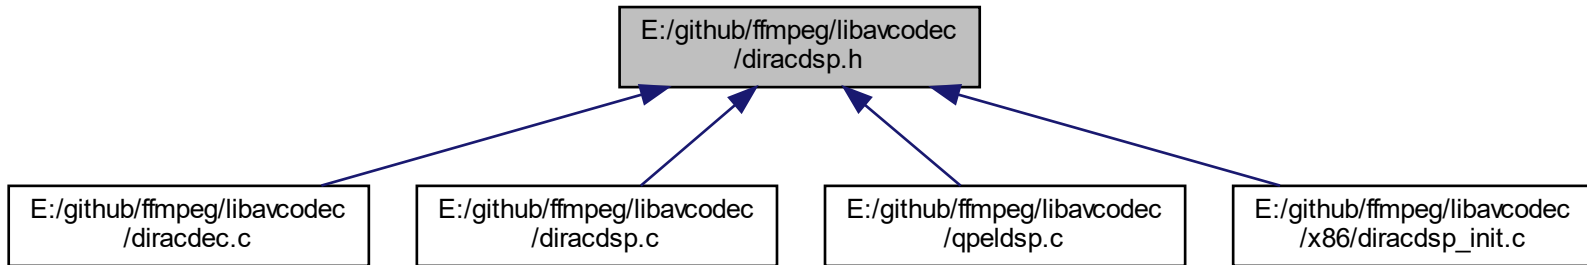 E:/github/ffmpeg/libavcodec
/diracdsp.h
E:/github/ffmpeg/libavcodec
/diracdec.c
E:/github/ffmpeg/libavcodec
/diracdsp.c
E:/github/ffmpeg/libavcodec
/qpeldsp.c
E:/github/ffmpeg/libavcodec
/x86/diracdsp_init.c